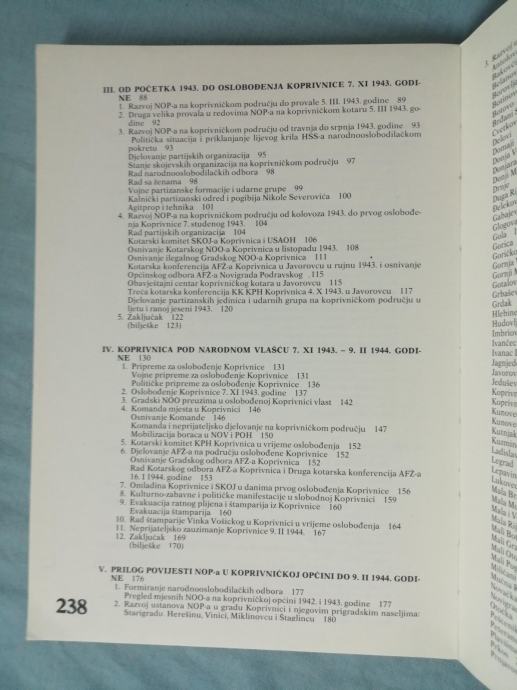 III. OD POČETKA 1943. DO OSLOBOĐENJA KOPRIVNICE 7. XI 1943. GODI-
NE 88
1. Razvoj NOP-a na koprivničkom području do provale 5. III 1943. godine 89
2. Druga velika provala u redovima NOP-a na koprivničkom kotaru 5. III 1943. go-
dine 92
3. Razvoj NOP-a na koprivničkom području od travnja do srpnja 1943. godine 93
Politička situacija i priklanjanje lijevog krila HSS-a narodnooslobodilačkom
pokretu 93
Djelovanje partijskih organizacija 95
Stanje skojevskih organizacija na koprivničkom području 97
Rad narodnooslobodilačkih odbora 98
Rad sa ženama 98
Vojne partizanske formacije i udarne grupe 99
Kalnički partizanski odred i pogibija Nikole Severovića 100
Agitprop i tehnika 101
4. Razvoj NOP-a na koprivničkom području od kolovoza 1943. do prvog oslobođe-
nja Koprivnice 7. studenog 1943. 104
Rad partijskih organizacija 104
Kotarski komitet SKOJ-a Koprivnica i USAOH 106
Osnivanje Kotarskog NOO-a Koprivnica u listopadu 1943. 108
Osnivanje ilegalnog Gradskog NOO-a Koprivnica 111
Kotarska konferencija AFŽ-a Koprivnica u Javorovcu u rujnu 1943. i osnivanje
Općinskog odbora AFŽ-a Novigrada Podravskog 115
Obavještajni centar koprivničkog kotara u Javorovcu 115
Treća kotarska konferencija KK KPH Koprivnica 4. X 1943. u Javorovcu 117
Djelovanje partizanskih jedinica i udarnih grupa na koprivničkom području u
ljetu i ranoj jeseni 1943. 120
5. Zaključak 122
(bilješke 123)
IV. KOPRIVNICA POD NARODNOM VLAŠĆU 7. XI 1943. – 9. II 1944. GODI-
NE 130
1. Pripreme za oslobođenje Koprivnice 131
Vojne pripreme za oslobođenje Koprivnice 131
Političke pripreme za oslobođenje Koprivnice 136
2. Oslobođenje Koprivnice 7. XI 1943. godine 137
3. Gradski NOO preuzima u oslobođenoj Koprivnici vlast 142
4. Komanda mjesta u Koprivnici 146
Osnivanje Komande 146
Komanda i neprijateljsko djelovanje na koprivničkom području 147
Mobilizacija boraca u NOV i POH 150
5. Kotarski komitet KPH Koprivnica u vrijeme oslobođenja 152
6. Djelovanje AFŽ-a na području oslobođene Koprivnice 152
Osnivanje Gradskog odbora AFŽ-a Koprivnica 152
Rad Kotarskog odbora AFŽ-a Koprivnica i Druga kotarska konferencija AFŽ-a
16. I 1944. godine 153
7. Omladina Koprivnice i SKOJ u danima prvog oslobođenja Koprivnice 156
8. Kulturno-zabavne i političke manifestacije u slobodnoj Koprivnici 159
9. Evakuacija ratnog plijena i štamparija iz Koprivnice 160
Evakuacija štamparija 160
10. Rad štamparije Vinka Vošickog u Koprivnici u vrijeme oslobođenja 164
11. Neprijateljsko zauzimanje Koprivnice 9. II 1944. 167
12. Zaključak 169
(bilješke 170)
V. PRILOG POVIJESTI NOP-a U KOPRIVNIČKOJ OPĆINI DO 9. II 1944. GODI-
NE 176
1. Formiranje narodnooslobodilačkih odbora 177
Pregled mjesnih NOO-a na koprivničkoj općini 1942. i 1943. godine 177
2. Razvoj ustanova NOP-a u gradu Koprivnici i njegovim prigradskim naseljima:
Starigradu, Herešinu, Vinici, Miklinovcu i Štaglincu 180
238